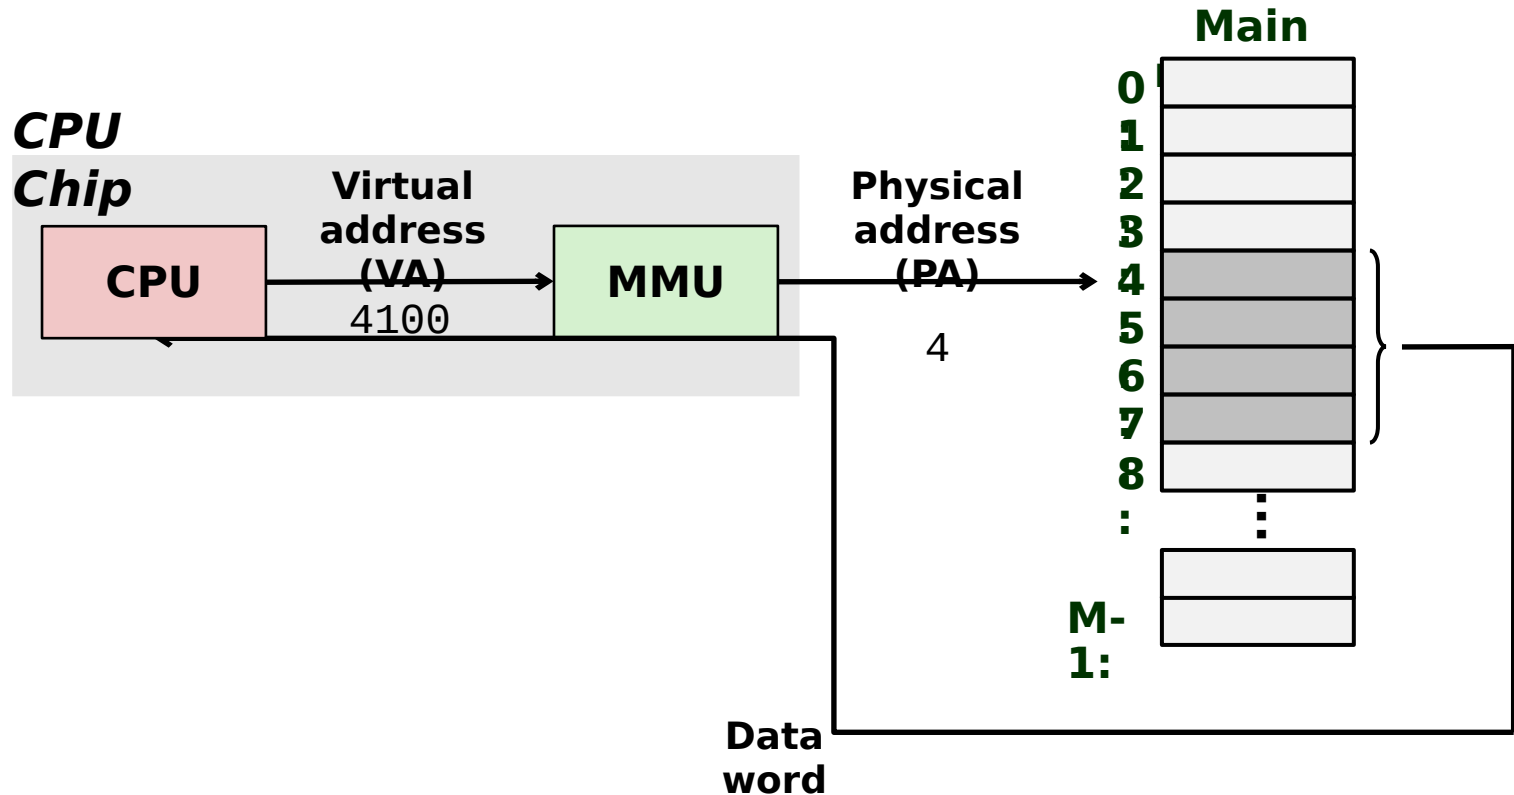 Main
CPU
Chip
Virtual
address
(VA)
4100
CPU
MMU
Physical
address
(PA)
4
0
1
2
3
4
5
6
7
8
:
M-
1:
Data
word